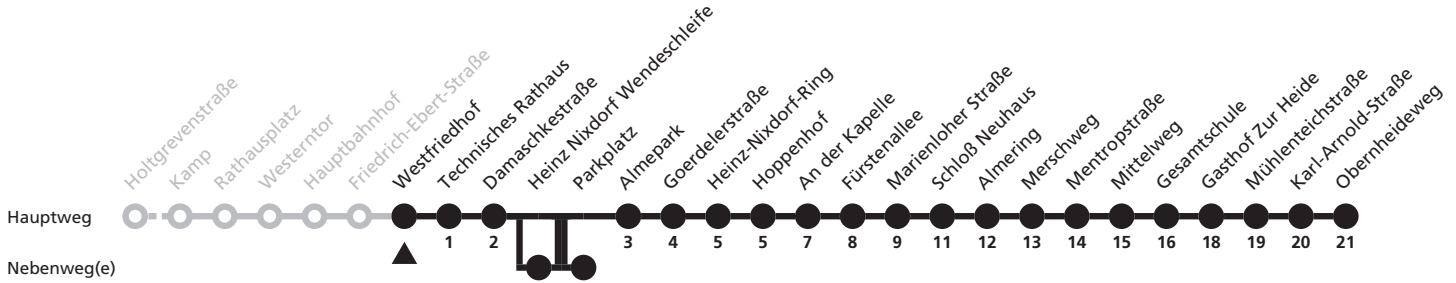 Holtgrevenstraße
Kamp
Rathausplatz
Westerntor
Hauptbahnhof
Friedrich-Ebert-Straße
Westfriedhof
Technisches Rathaus
Damaschkestraße
Heinz Nixdorf Wendeschleife
Parkplatz
Almepark
Goerdelerstraße
Heinz-Nixdorf-Ring
Hoppenhof
An der Kapelle
Fürstenallee
Marienloher Straße
Schloß Neuhaus
Almering
Merschweg
Mentropstraße
Mittelweg
Gesamtschule
Gasthof Zur Heide
Mühlenteichstraße
Karl-Arnold-Straße
Obernheideweg
Hauptweg
1 2 3 4 5 5 7 8 9 11 12 13 14 15 16 18 19 20 21
Nebenweg(e)